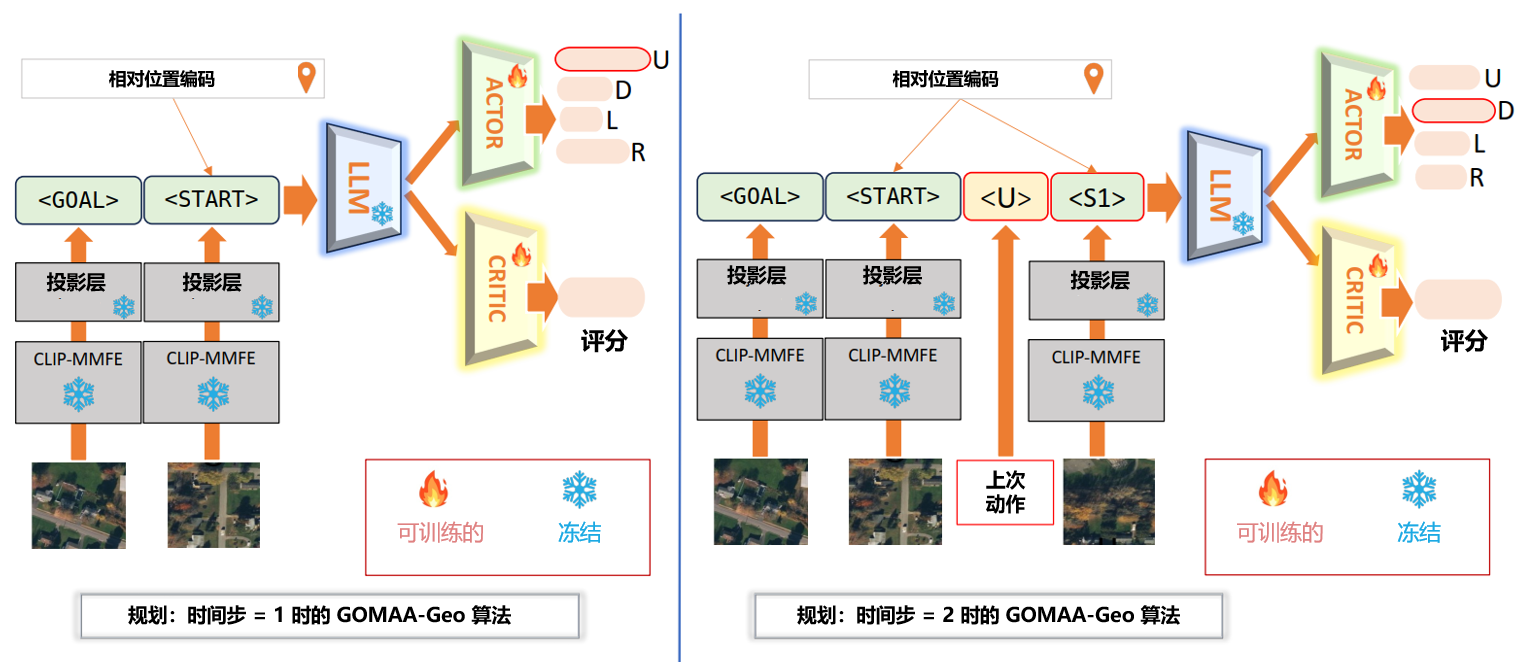 相对位置编码
ACTOR
U
D
L
R
LLM
<GOAL>
<START>
投影层
投影层
CRITIC
CLIP-MMFE
CLIP-MMFE
评分
可训练的
冻结
规划：时间步 = 1 时的 GOMAA-Geo 算法
相对位置编码
ACTOR
U
D
L
R
LLM
<GOAL>
<START>
<U>
<S1>
投影层
投影层
投影层
CRITIC
CLIP-MMFE
CLIP-MMFE
CLIP-MMFE
评分
上次
动作
可训练的
冻结
规划：时间步 = 2 时的 GOMAA-Geo 算法